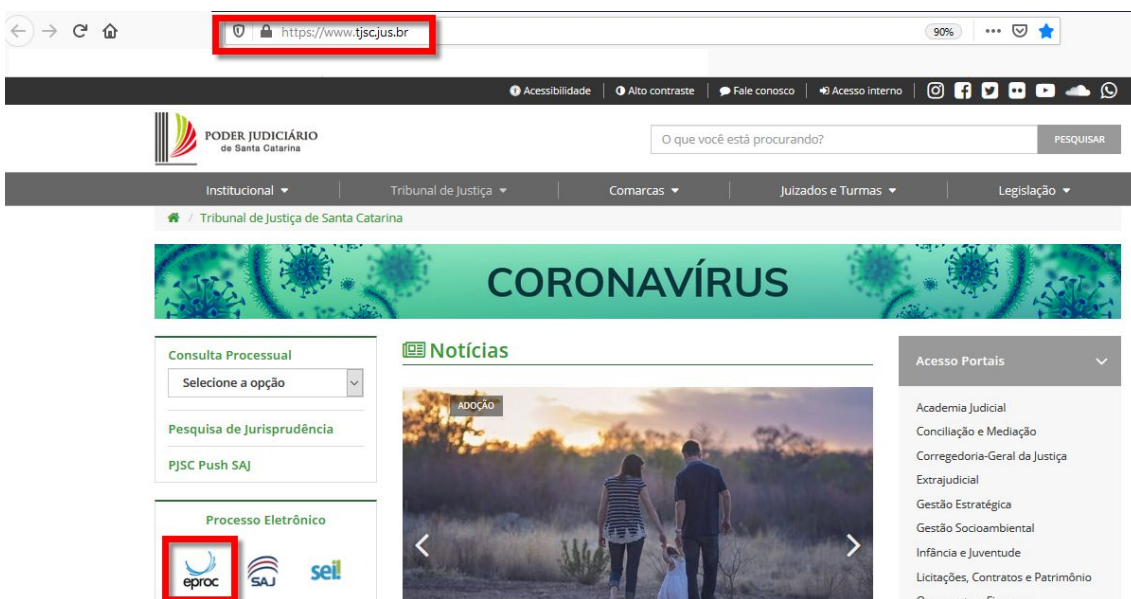 https://www.tjsc.jus.br
90%
Acessibilidade
Alto contraste
Fale conosco
Acesso interno
PODER JUDICIÁRIO
de Santa Catarina
O que você está procurando?
PESQUISAR
Institucional
Tribunal de Justiça
Comarcas
Juizados e Turmas
Legislação
/ Tribunal de Justiça de Santa Catarina
CORONAVÍRUS
Consulta Processual
Selecione a opção
Pesquisa de Jurisprudência
PJSC Push SAJ
Processo Eletrônico
eproc
SAJ
sei!
Notícias
ADOÇÃO
Acesso Portais
Academia Judicial
Conciliação e Mediação
Corregedoria-Geral da Justiça
Extrajudicial
Gestão Estratégica
Gestão Socioambiental
Infância e Juventude
Licitações, Contratos e Patrimônio